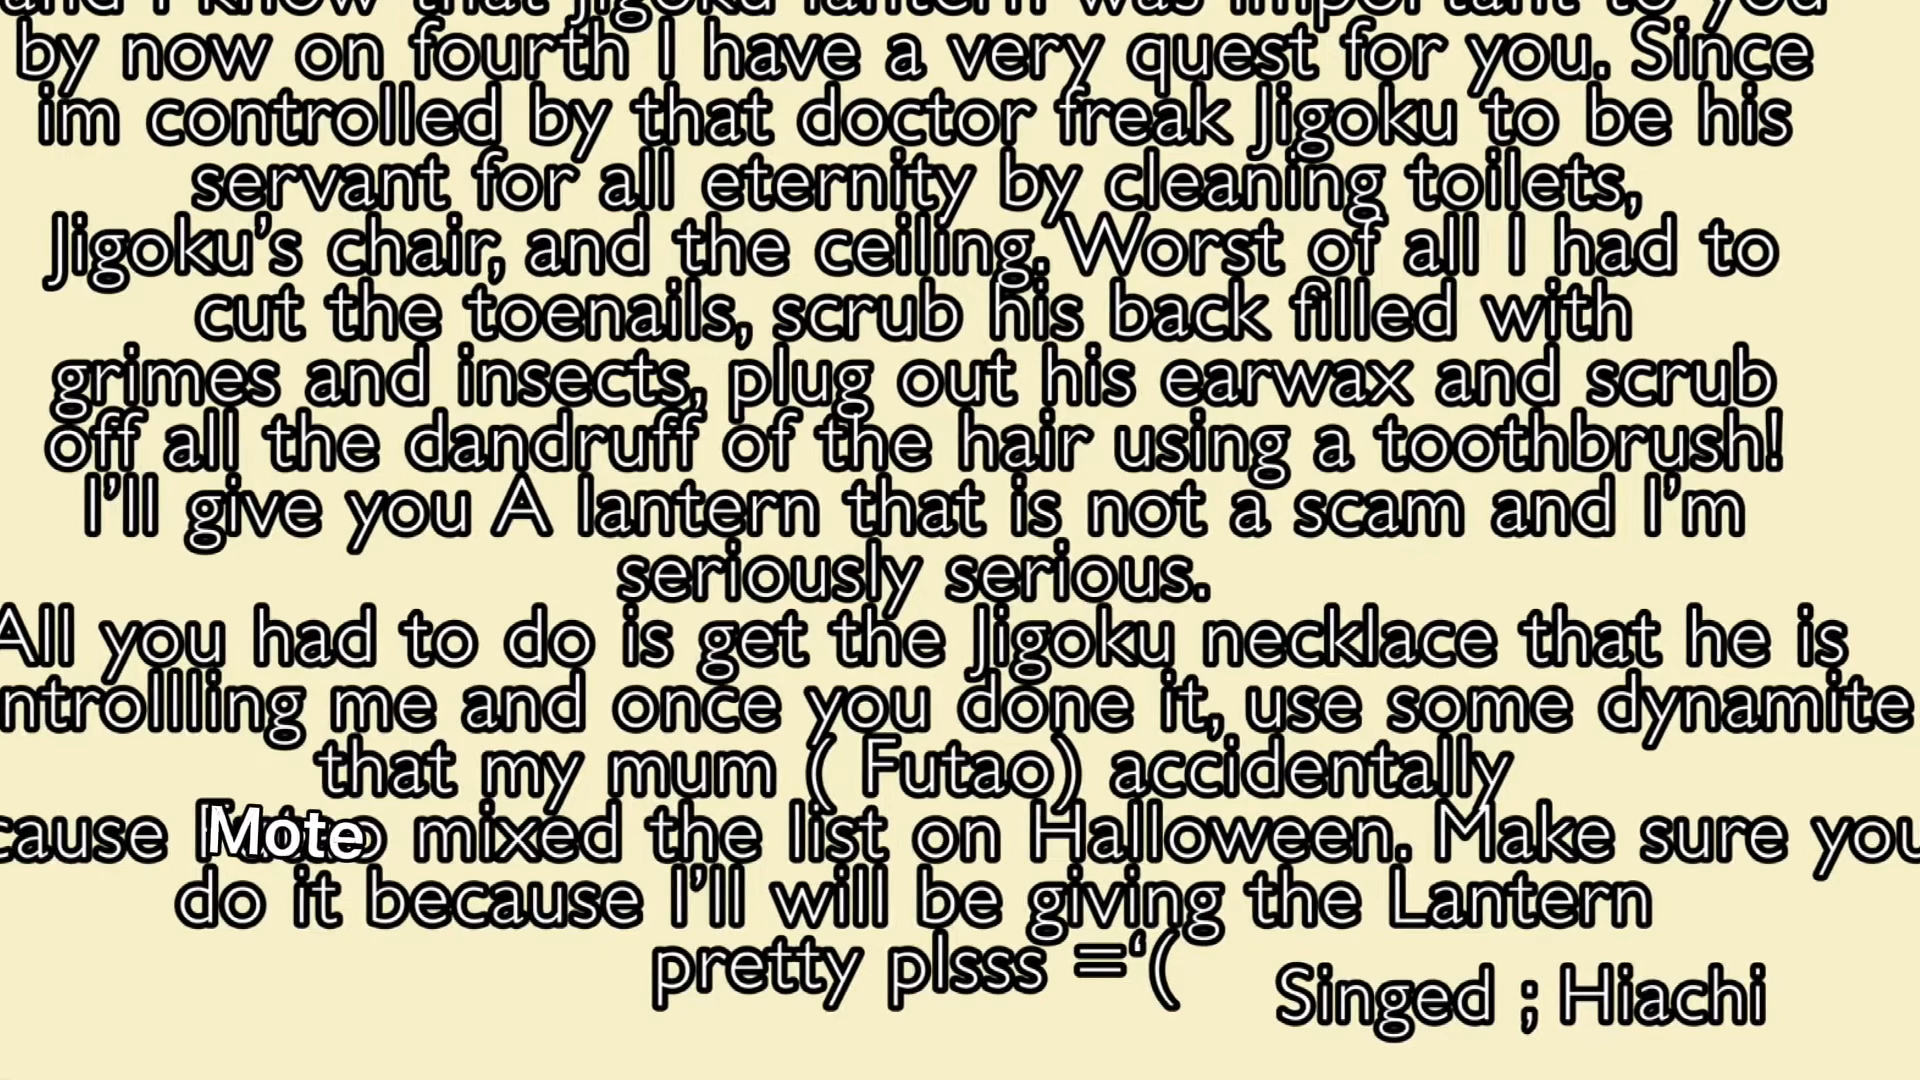 and I know that Jigoku lantern was important to you
by now on fourth I have a very quest for you. Since
im controlled by that doctor freak Jigoku to be his
servant for all eternity by cleaning toilets,
Jigoku’s chair, and the ceiling. Worst of all I had to
cut the toenails, scrub his back filled with
grimes and insects, plug out his earwax and scrub
off all the dandruff of the hair using a toothbrush!
I’ll give you A lantern that is not a scam and I’m
seriously serious.
All you had to do is get the Jigoku necklace that he is
ntrollling me and once you done it, use some dynamite
that my mum ( Futao) accidentally
cause Mote mixed the list on Halloween. Make sure you
do it because I’ll will be giving the Lantern
pretty plsss =‘(
Singed ; Hiachi